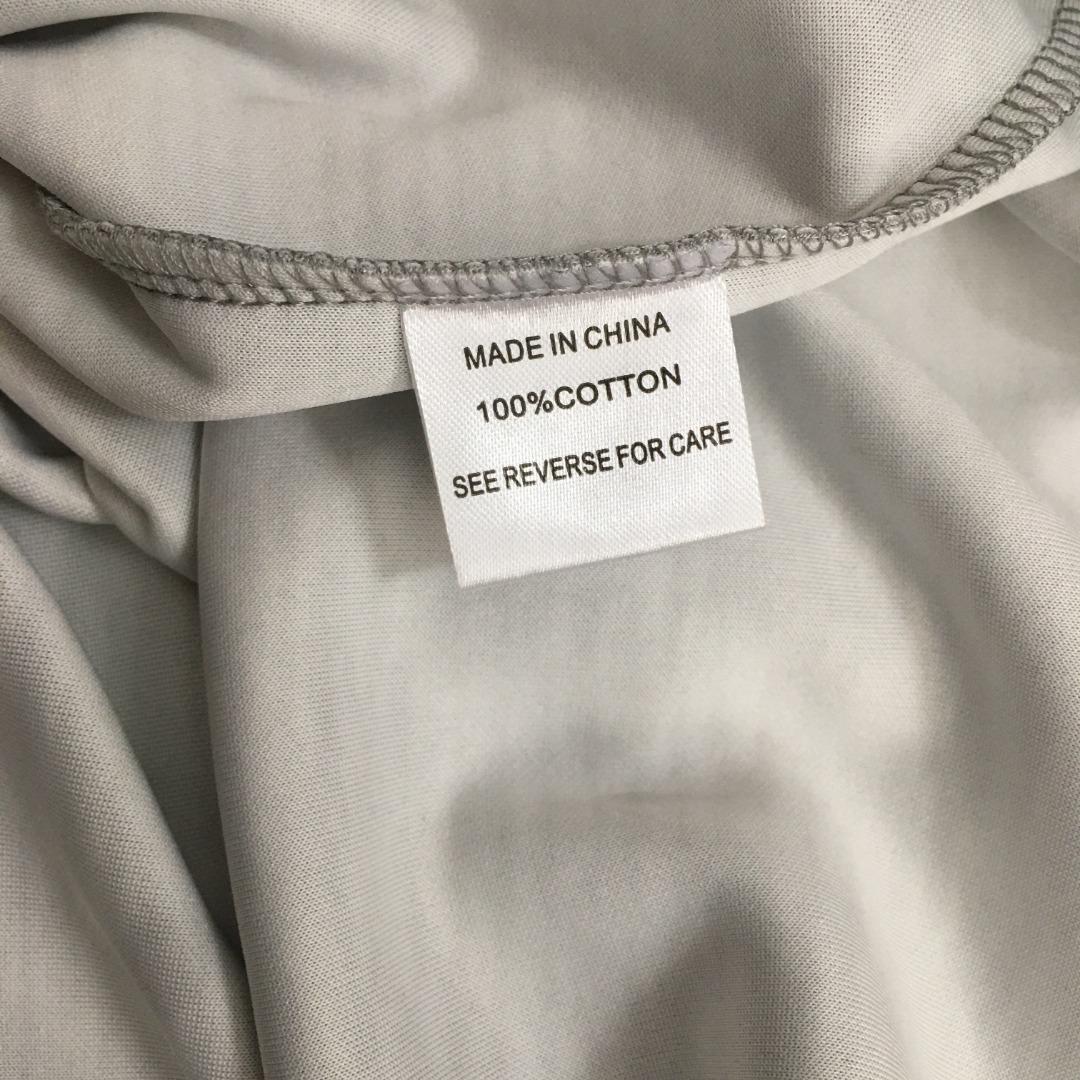 MADE IN CHINA
100%COTTON
SEE REVERSE FOR CARE